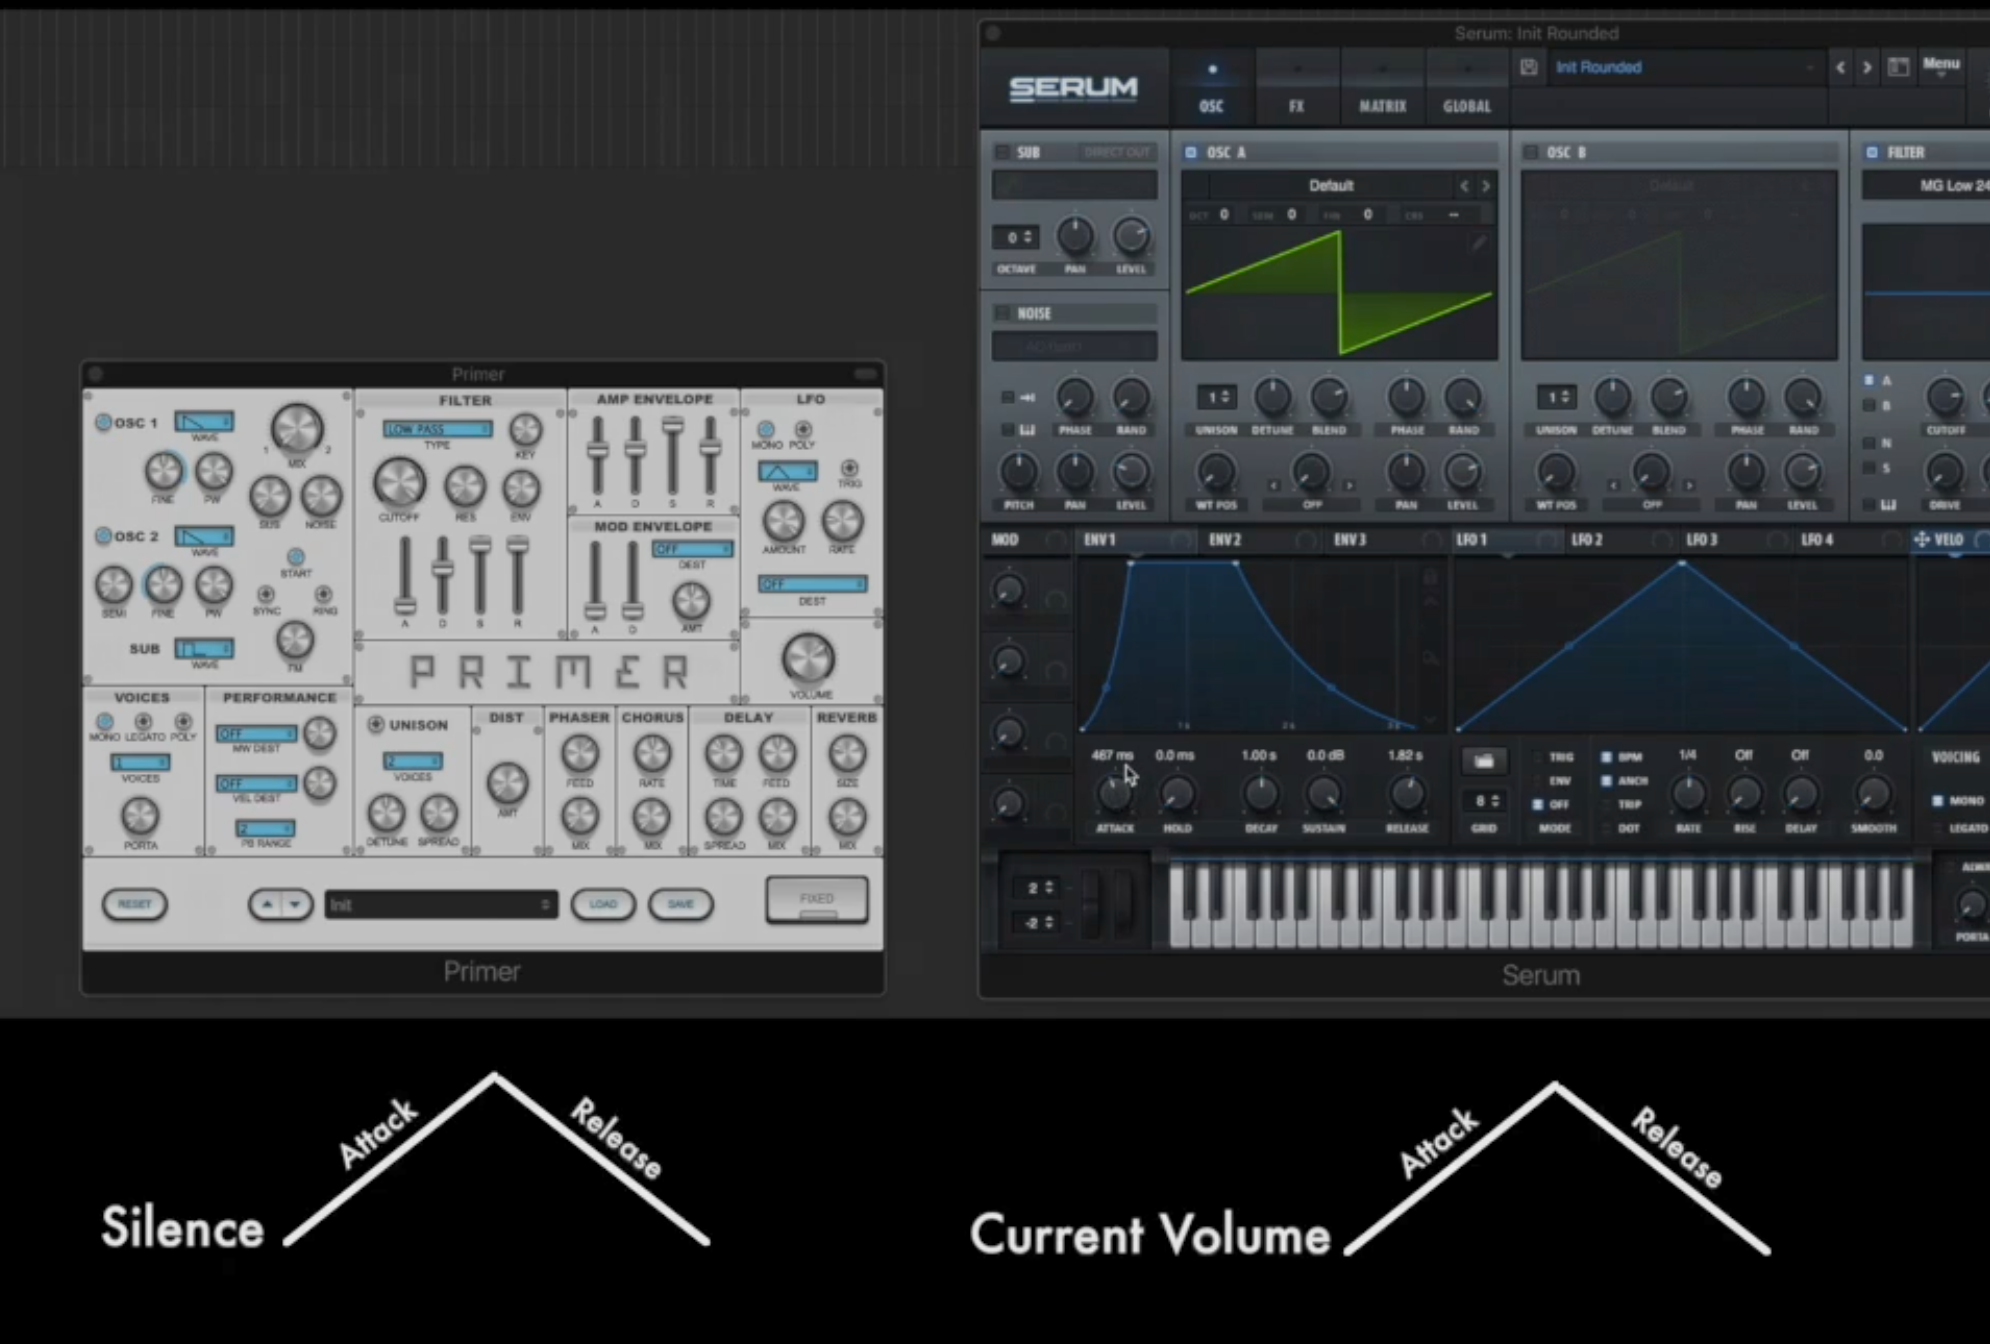 Serum: Init Rounded
SERUM
OSC
FX
MATRIX
GLOBAL
Init Rounded
Menu
SUB
DIRECT OUT
OSC A
OSC B
FILTER
Default
Default
MG Low 24
OCT 0
SEM 0
FIN 0
CRS --
0
OCTAVE
PAN
LEVEL
NOISE
1
1
A
B
N
S
PHASE
RAND
UNISON
DETUNE
BLEND
PHASE
RAND
UNISON
DETUNE
BLEND
PHASE
RAND
CUTOFF
PITCH
PAN
LEVEL
WT POS
OFF
PAN
LEVEL
WT POS
OFF
PAN
LEVEL
DRIVE
MOD
ENV 1
ENV 2
ENV 3
LFO 1
LFO 2
LFO 3
LFO 4
VELO
467 ms
0.0 ms
1.00 s
0.0 dB
1.82 s
TRIG
ENV
OFF
MODE
BPM
ANCH
TRIP
DOT
1/4
Off
Off
0.0
VOICING
MONO
LEGATO
8
GRID
ATTACK
HOLD
DECAY
SUSTAIN
RELEASE
RATE
RISE
DELAY
SMOOTH
2
-2
PORTA
Serum
Primer
OSC 1
WAVE
1
2
MIX
FINE
PW
SUB
NOISE
OSC 2
WAVE
START
SEMI
FINE
PW
SYNC
RING
SUB
WAVE
FM
FILTER
LOW PASS
TYPE
KEY
CUTOFF
RES
ENV
A
D
S
R
AMP ENVELOPE
A
D
S
R
MOD ENVELOPE
OFF
DEST
A
D
AMT
LFO
MONO
POLY
WAVE
TRIG
AMOUNT
RATE
OFF
DEST
PRIMER
VOLUME
VOICES
MONO
LEGATO
POLY
1
VOICES
PORTA
PERFORMANCE
OFF
MW DEST
OFF
VEL DEST
2
PB RANGE
UNISON
2
VOICES
DETUNE
SPREAD
DIST
AMT
PHASER
FEED
MIX
CHORUS
RATE
MIX
DELAY
TIME
FEED
SPREAD
MIX
REVERB
SIZE
MIX
RESET
Init
LOAD
SAVE
FIXED
Primer
Attack
Release
Silence
Attack
Release
Current Volume